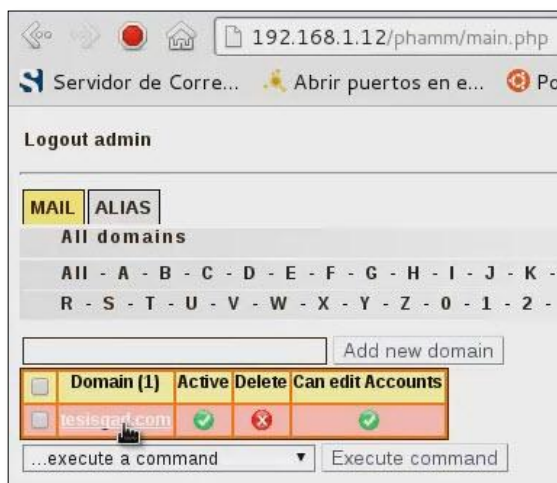 192.168.1.12/phamm/main.php
Servidor de Corre... Abrir puertos en e... Po
Logout admin
MAIL ALIAS
All domains
All - A - B - C - D - E - F - G - H - I - J - K -
R - S - T - U - V - W - X - Y - Z - 0 - 1 - 2 -
Add new domain
Domain (1) Active Delete Can edit Accounts
tesisgad.com
...execute a command Execute command